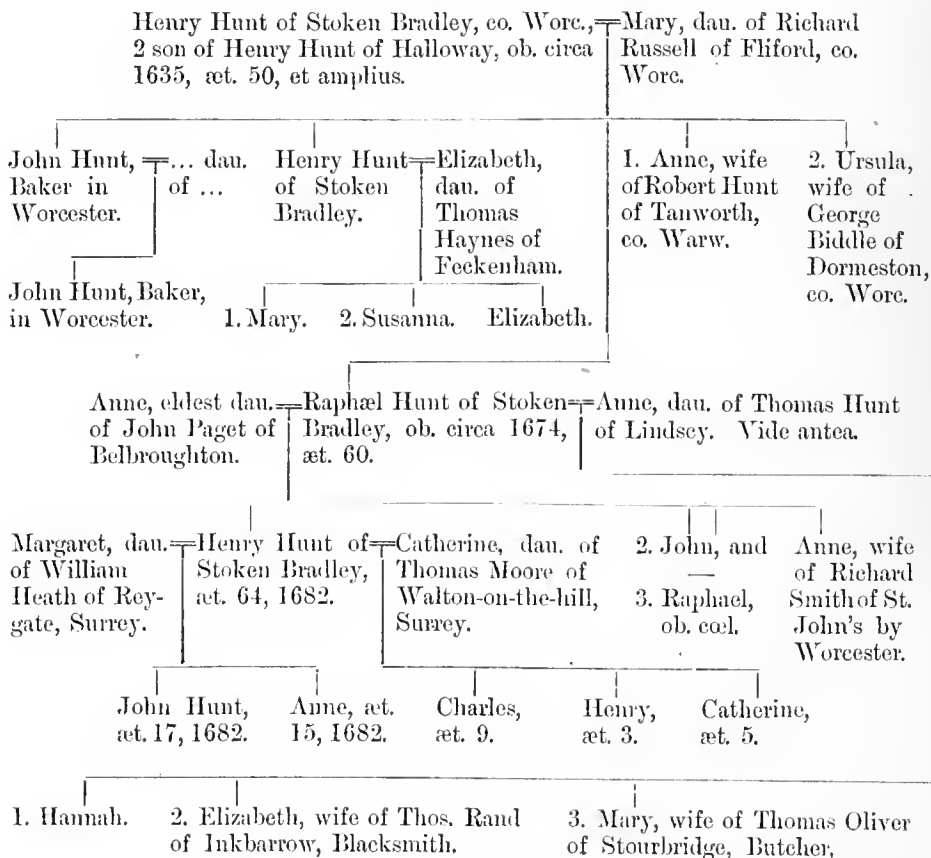 Henry Hunt of Stoken Bradley, co. Worc.,
2 son of Henry Hunt of Halloway, ob. circa
1635, æt. 50, et amplius.
Mary, dau. of Richard
Russell of Fliford, co.
Worc.
John Hunt,
Baker in
Worcester.
... dau.
of ...
Henry Hunt
of Stoken
Bradley.
Elizabeth,
dau. of
Thomas
Haynes of
Feckenham.
1. Anne, wife
of Robert Hunt
of Tanworth,
co. Warw.
2. Ursula,
wife of
George
Biddle of
Dormeston,
co. Worc.
John Hunt, Baker,
in Worcester.
1. Mary.
2. Susanna.
Elizabeth.
Anne, eldest dau.
of John Paget of
Belbroughton.
Raphæl Hunt of Stoken
Bradley, ob. circa 1674,
æt. 60.
Anne, dau. of Thomas Hunt
of Lindsey. Vide antea.
Margaret, dau.
of William
Heath of Rey-
gate, Surrey.
Henry Hunt of
Stoken Bradley,
æt. 64, 1682.
Catherine, dau. of
Thomas Moore of
Walton-on-the-hill,
Surrey.
2. John, and
—
3. Raphael,
ob. cœl.
Anne, wife
of Richard
Smith of St.
John's by
Worcester.
John Hunt,
æt. 17, 1682.
Anne, æt.
15, 1682.
Charles,
æt. 9.
Henry,
æt. 3.
Catherine,
æt. 5.
1. Hannah.
2. Elizabeth, wife of Thos. Rand
of Inkbarrow, Blacksmith.
3. Mary, wife of Thomas Oliver
of Stourbridge, Butcher,